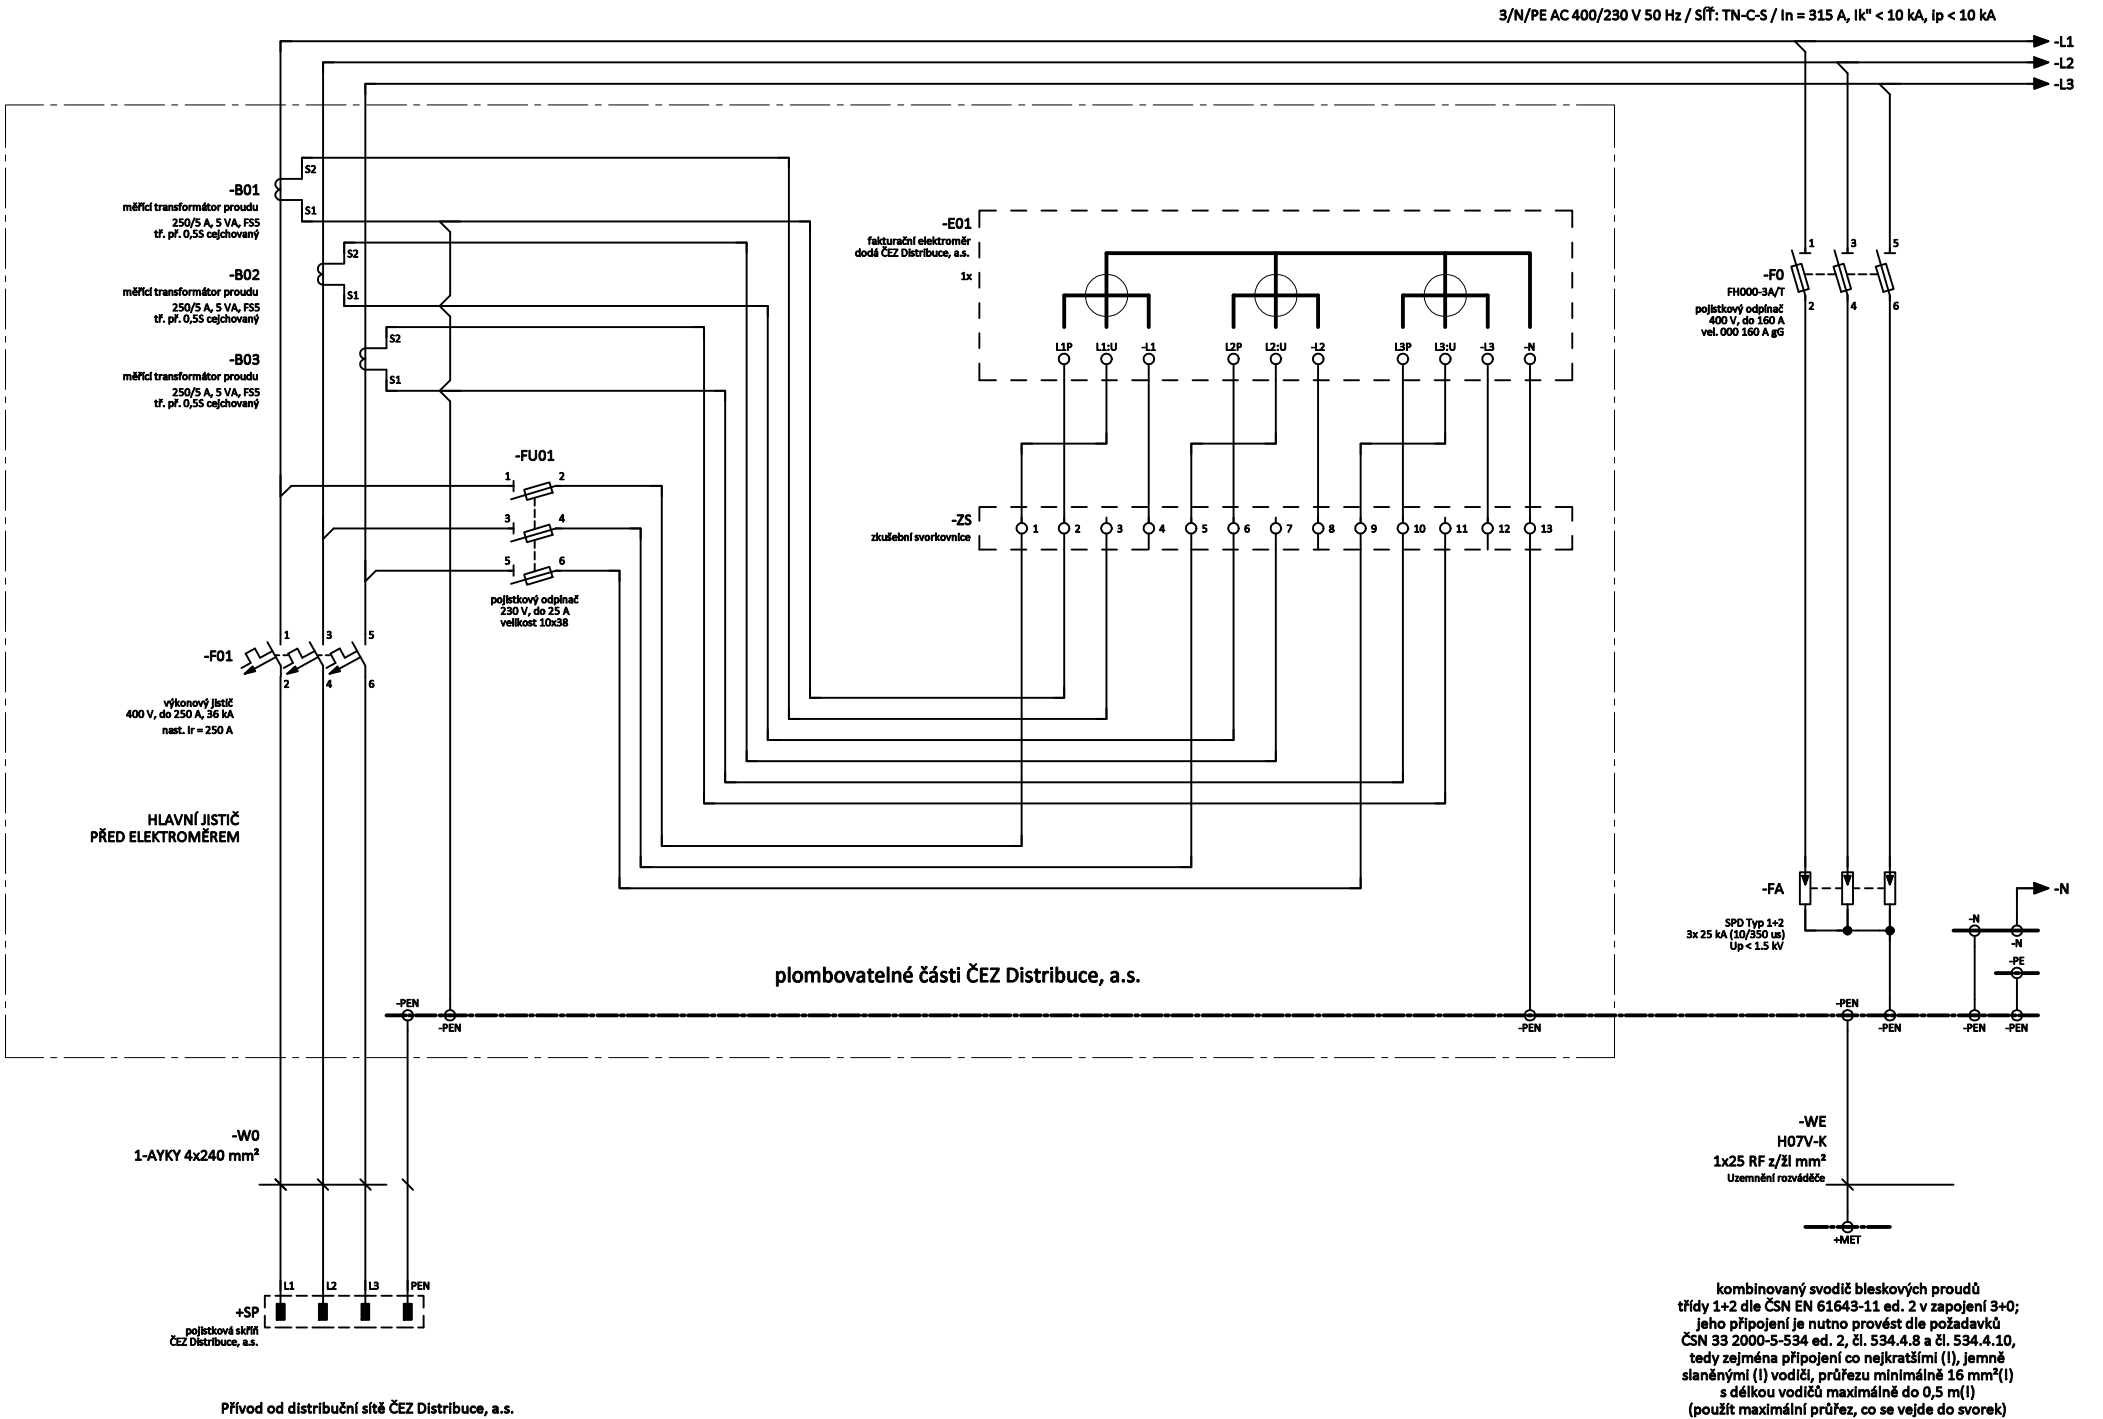 3/N/PE AC 400/230 V 50 Hz / SÍŤ: TN-C-S / In = 315 A, Ik" < 10 kA, ip < 10 kA
-L1
-L2
-L3
S2
-B01
měřící transformátor proudu
250/5 A, 5 VA, FS5
tř. př. 0,5S cejchovaný
S1
S2
-B02
měřící transformátor proudu
250/5 A, 5 VA, FS5
tř. př. 0,5S cejchovaný
S1
S2
-B03
měřící transformátor proudu
250/5 A, 5 VA, FS5
tř. př. 0,5S cejchovaný
S1
-E01
fakturační elektroměr
dodá ČEZ Distribuce, a.s.
1x
L1P L1:U -L1 L2P L2:U -L2 L3P L3:U -L3 -N
1 3 5
-F0
FH000-3A/T
pojistkový odpínač
400 V, do 160 A
vel. 000 160 A gG
2 4 6
-FU01
1 2
3 4
5 6
pojistkový odpínač
230 V, do 25 A
velikost 10x38
-ZS
zkušební svorkovnice
1 2 3 4 5 6 7 8 9 10 11 12 13
1 3 5
-F01
2 4 6
výkonový jistič
400 V, do 250 A, 36 kA
nast. Ir = 250 A
HLAVNÍ JISTIČ
PŘED ELEKTROMĚREM
-FA
SPD Typ 1+2
3x 25 kA (10/350 us)
Up < 1.5 kV
-N
-N
-N
-PE
plombovatelné části ČEZ Distribuce, a.s.
-PEN
-PEN
-PEN
-PEN
-PEN
-PEN
-PEN
-W0
1-AYKY 4x240 mm²
-WE
H07V-K
1x25 RF z/žl mm²
Uzemnění rozváděče
+MET
L1 L2 L3 PEN
+SP
pojistková skříň
ČEZ Distribuce, a.s.
Přívod od distribuční sítě ČEZ Distribuce, a.s.
kombinovaný svodič bleskových proudů
třídy 1+2 dle ČSN EN 61643-11 ed. 2 v zapojení 3+0;
jeho připojení je nutno provést dle požadavků
ČSN 33 2000-5-534 ed. 2, čl. 534.4.8 a čl. 534.4.10,
tedy zejména připojení co nejkratšími (!), jemně
slaněnými (!) vodiči, průřezu minimálně 16 mm²(!)
s délkou vodičů maximálně do 0,5 m(!)
(použít maximální průřez, co se vejde do svorek)